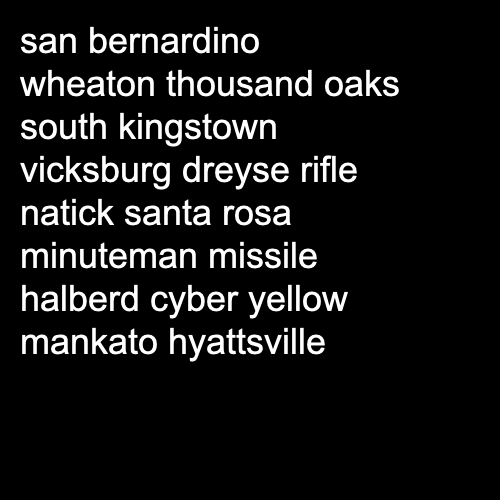 san bernardino
wheaton thousand oaks
south kingstown
vicksburg dreyse rifle
natick santa rosa
minuteman missile
halberd cyber yellow
mankato hyattsville